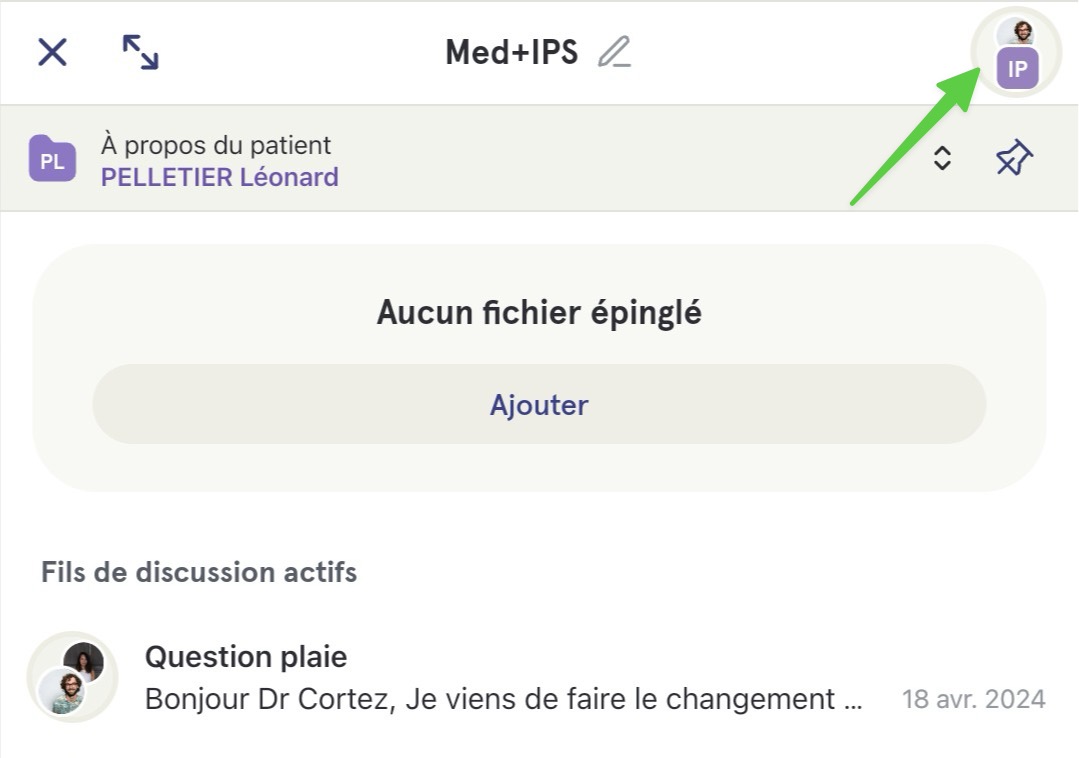 Med+IPS
IP
PL
À propos du patient
PELLETIER Léonard
Aucun fichier épinglé
Ajouter
Fils de discussion actifs
Question plaie
Bonjour Dr Cortez, Je viens de faire le changement ...
18 avr. 2024